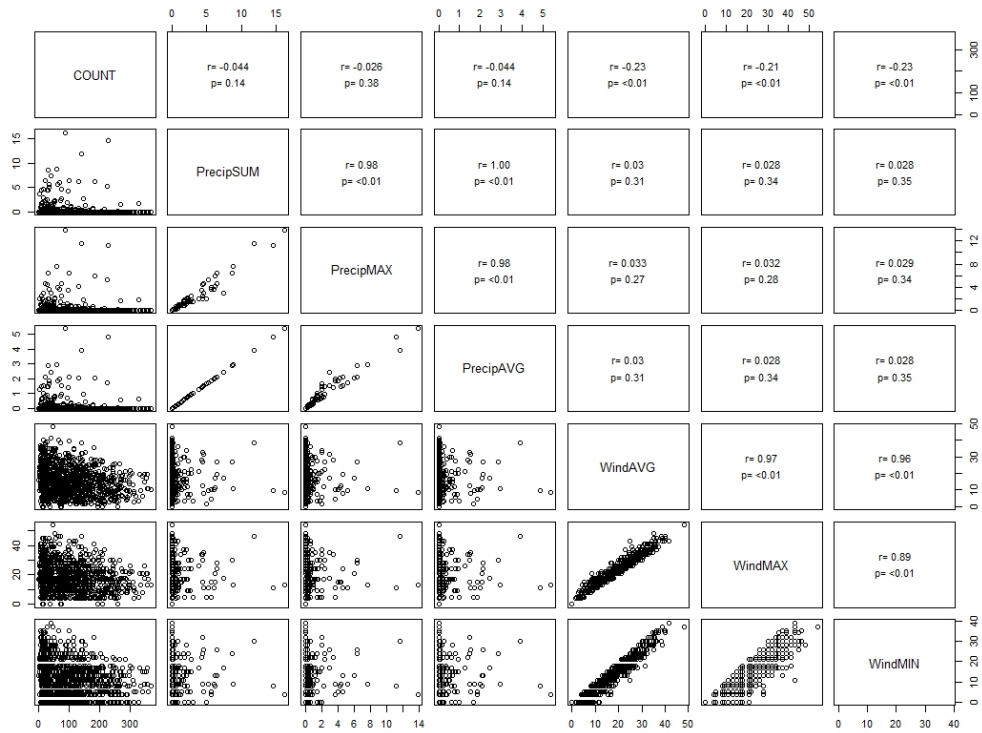 0 5 10 15
0 1 2 3 4 5
0 10 20 30 40 50
COUNT
r= -0.044
p= 0.14
r= -0.026
p= 0.38
r= -0.044
p= 0.14
r= -0.23
p= <0.01
r= -0.21
p= <0.01
r= -0.23
p= <0.01
0 100 300
0 5 10 15
PrecipSUM
r= 0.98
p= <0.01
r= 1.00
p= <0.01
r= 0.03
p= 0.31
r= 0.028
p= 0.34
r= 0.028
p= 0.35
PrecipMAX
r= 0.98
p= <0.01
r= 0.033
p= 0.27
r= 0.032
p= 0.28
r= 0.029
p= 0.34
0 4 8 12
0 1 2 3 4 5
PrecipAVG
r= 0.03
p= 0.31
r= 0.028
p= 0.34
r= 0.028
p= 0.35
WindAVG
r= 0.97
p= <0.01
r= 0.96
p= <0.01
0 10 30 50
0 20 40
WindMAX
r= 0.89
p= <0.01
WindMIN
0 10 20 30 40
0 100 200 300
0 2 4 6 8 10 14
0 10 20 30 40 50
0 10 20 30 40